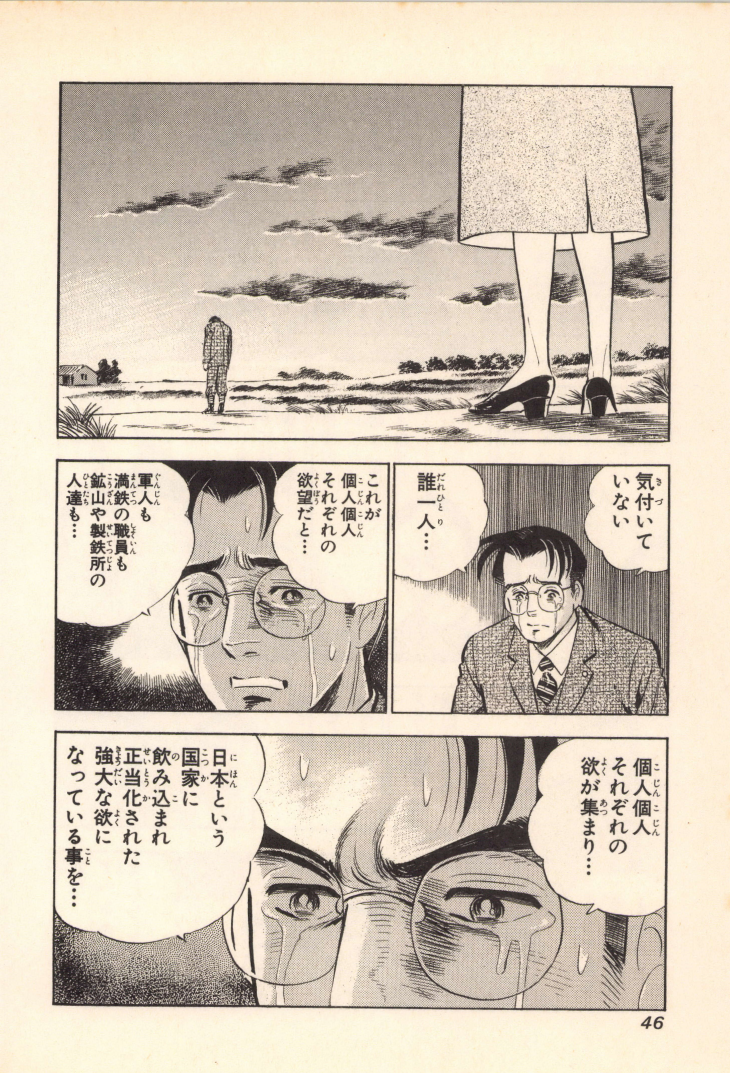 気付いて
いない
誰一人…
これが
個人個人
それぞれの
欲望だと…
軍人も
満鉄の職員も
鉱山や製鉄所の
人達も…
個人個人
それぞれの
欲が集まり…
日本という
国家に
飲み込まれ
正当化された
強大な欲に
なっている事を…
46